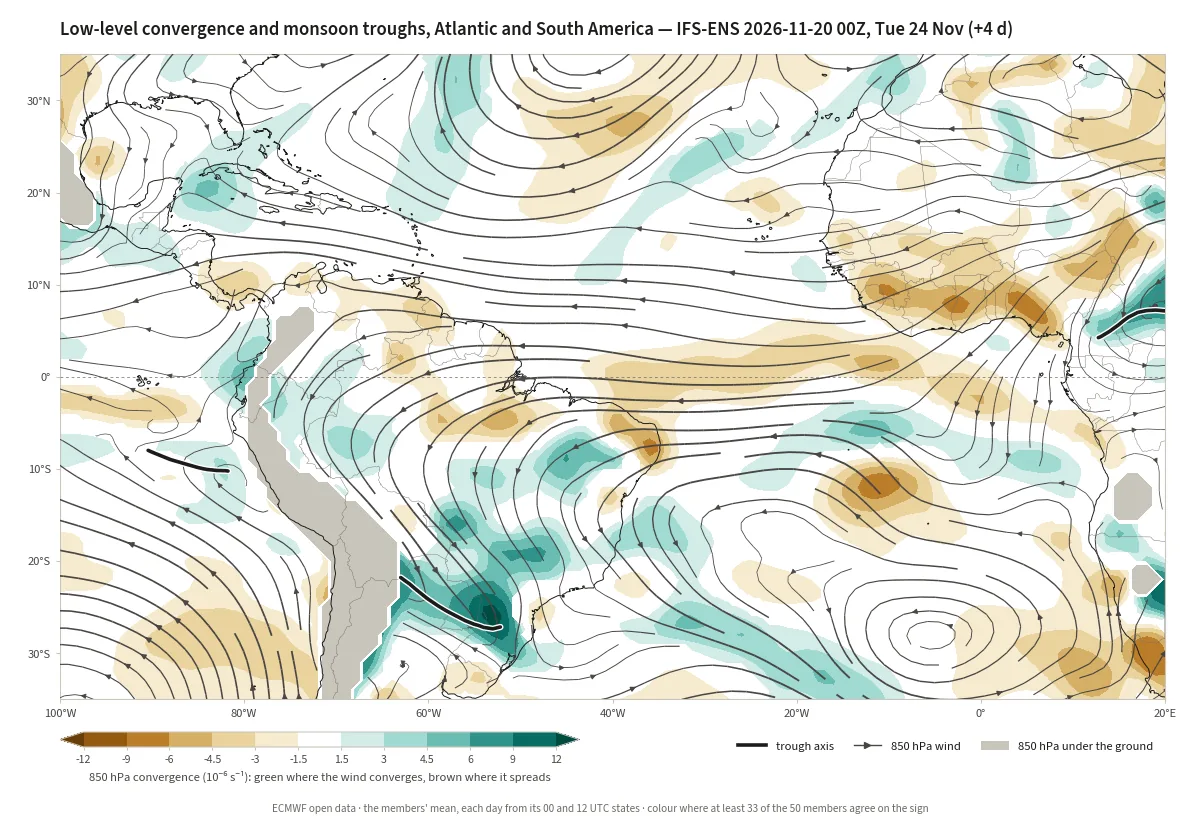 Low-level convergence and monsoon troughs, Atlantic and South America — IFS-ENS 2026-11-20 00Z, Tue 24 Nov (+4 d)
30°N
20°N
10°N
0°
10°S
20°S
30°S
100°W 80°W 60°W 40°W 20°W 0° 20°E
-12 -9 -6 -4.5 -3 -1.5 1.5 3 4.5 6 9 12
850 hPa convergence (10⁻⁶ s⁻¹): green where the wind converges, brown where it spreads
trough axis 850 hPa wind 850 hPa under the ground
ECMWF open data · the members' mean, each day from its 00 and 12 UTC states · colour where at least 33 of the 50 members agree on the sign